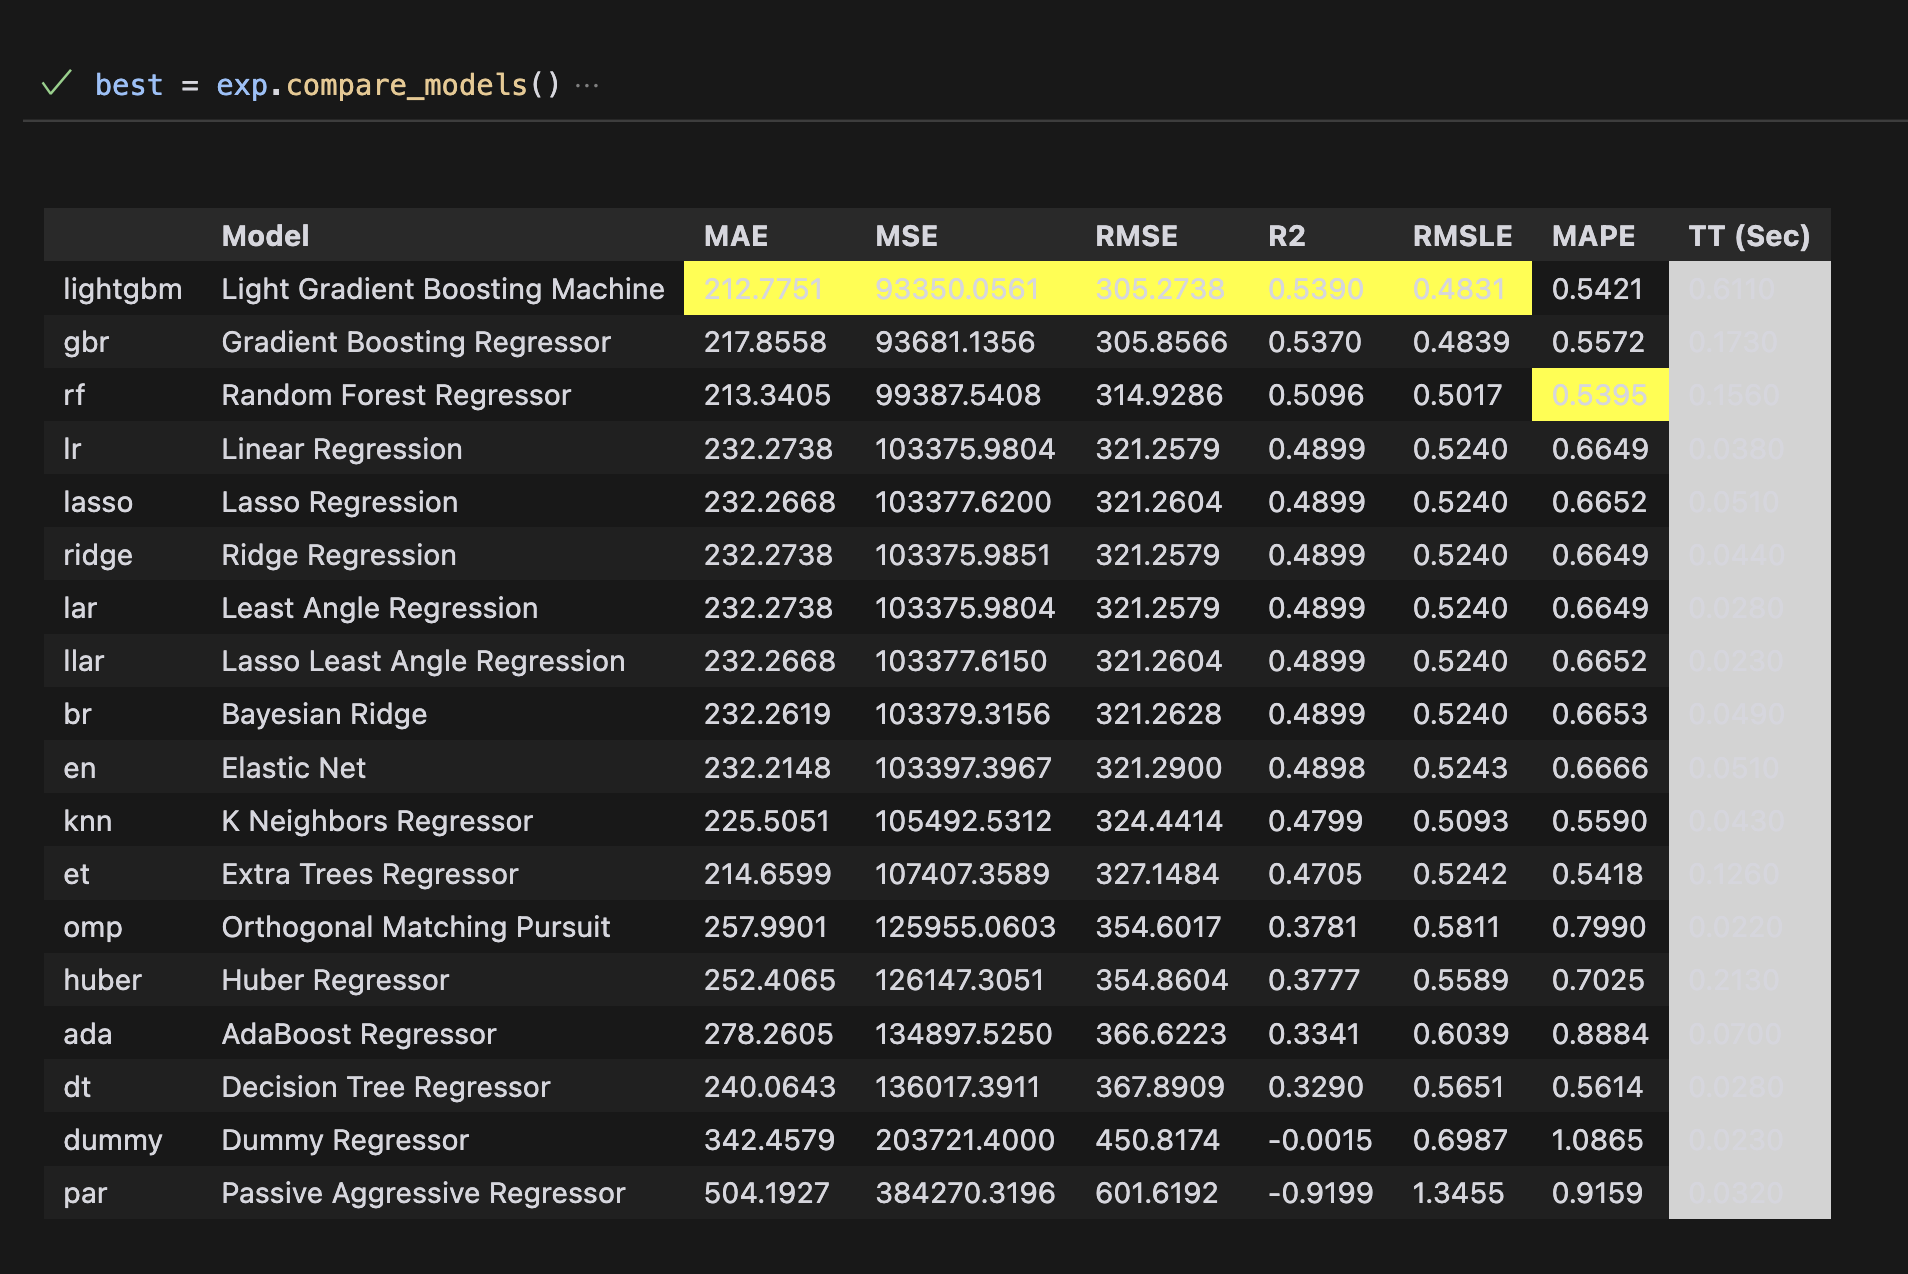 best = exp.compare_models() ···
Model MAE MSE RMSE R2 RMSLE MAPE TT (Sec)
lightgbm Light Gradient Boosting Machine 212.7751 93350.0561 305.2738 0.5390 0.4831 0.5421 0.6110
gbr Gradient Boosting Regressor 217.8558 93681.1356 305.8566 0.5370 0.4839 0.5572 0.1730
rf Random Forest Regressor 213.3405 99387.5408 314.9286 0.5096 0.5017 0.5395 0.1560
lr Linear Regression 232.2738 103375.9804 321.2579 0.4899 0.5240 0.6649 0.0380
lasso Lasso Regression 232.2668 103377.6200 321.2604 0.4899 0.5240 0.6652 0.0510
ridge Ridge Regression 232.2738 103375.9851 321.2579 0.4899 0.5240 0.6649 0.0440
lar Least Angle Regression 232.2738 103375.9804 321.2579 0.4899 0.5240 0.6649 0.0280
llar Lasso Least Angle Regression 232.2668 103377.6150 321.2604 0.4899 0.5240 0.6652 0.0230
br Bayesian Ridge 232.2619 103379.3156 321.2628 0.4899 0.5240 0.6653 0.0490
en Elastic Net 232.2148 103397.3967 321.2900 0.4898 0.5243 0.6666 0.0510
knn K Neighbors Regressor 225.5051 105492.5312 324.4414 0.4799 0.5093 0.5590 0.0430
et Extra Trees Regressor 214.6599 107407.3589 327.1484 0.4705 0.5242 0.5418 0.1260
omp Orthogonal Matching Pursuit 257.9901 125955.0603 354.6017 0.3781 0.5811 0.7990 0.0220
huber Huber Regressor 252.4065 126147.3051 354.8604 0.3777 0.5589 0.7025 0.2130
ada AdaBoost Regressor 278.2605 134897.5250 366.6223 0.3341 0.6039 0.8884 0.0700
dt Decision Tree Regressor 240.0643 136017.3911 367.8909 0.3290 0.5651 0.5614 0.0280
dummy Dummy Regressor 342.4579 203721.4000 450.8174 -0.0015 0.6987 1.0865 0.0230
par Passive Aggressive Regressor 504.1927 384270.3196 601.6192 -0.9199 1.3455 0.9159 0.0320